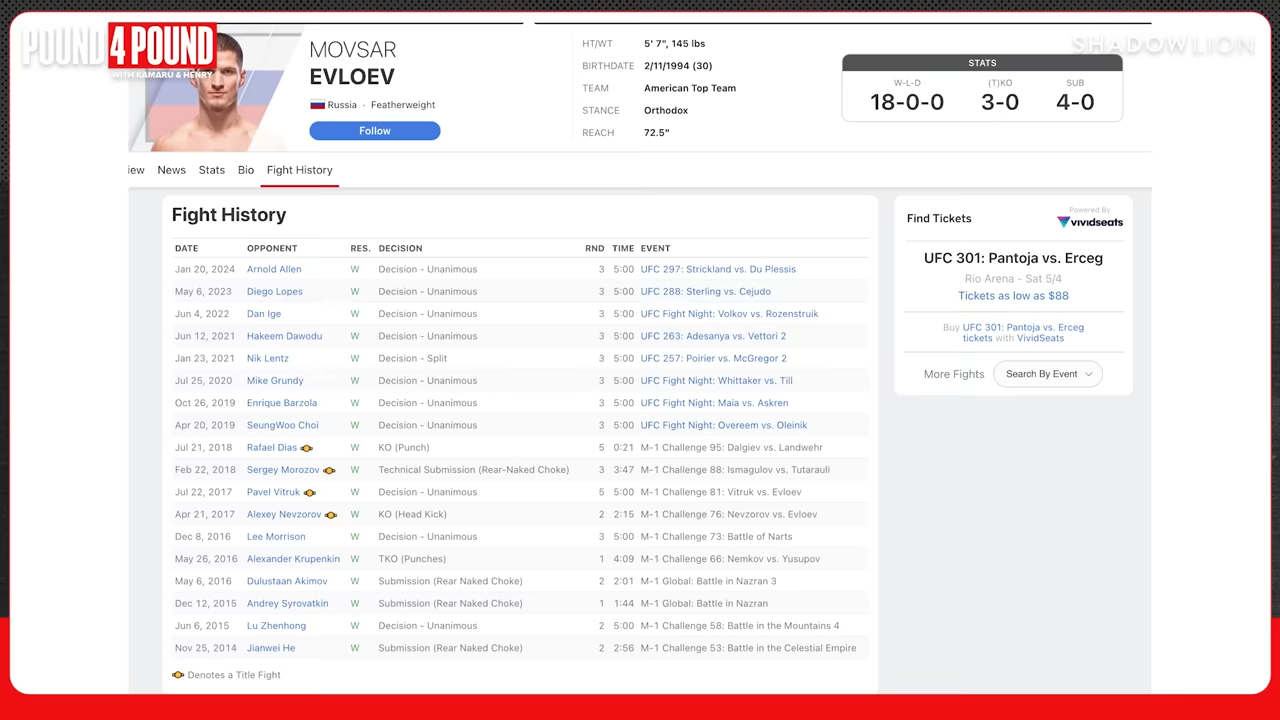 POUND 4 POUND
WITH KAMARU & HENRY
SHADOW LION
MOVSAR
EVLOEV
Russia · Featherweight
Follow
HT/WT 5' 7", 145 lbs
BIRTHDATE 2/11/1994 (30)
TEAM American Top Team
STANCE Orthodox
REACH 72.5"
STATS
W-L-D (T)KO SUB
18-0-0 3-0 4-0
iew News Stats Bio Fight History
Fight History
DATE OPPONENT RES. DECISION RND TIME EVENT
Jan 20, 2024 Arnold Allen W Decision - Unanimous 3 5:00 UFC 297: Strickland vs. Du Plessis
May 6, 2023 Diego Lopes W Decision - Unanimous 3 5:00 UFC 288: Sterling vs. Cejudo
Jun 4, 2022 Dan Ige W Decision - Unanimous 3 5:00 UFC Fight Night: Volkov vs. Rozenstruik
Jun 12, 2021 Hakeem Dawodu W Decision - Unanimous 3 5:00 UFC 263: Adesanya vs. Vettori 2
Jan 23, 2021 Nik Lentz W Decision - Split 3 5:00 UFC 257: Poirier vs. McGregor 2
Jul 25, 2020 Mike Grundy W Decision - Unanimous 3 5:00 UFC Fight Night: Whittaker vs. Till
Oct 26, 2019 Enrique Barzola W Decision - Unanimous 3 5:00 UFC Fight Night: Maia vs. Askren
Apr 20, 2019 SeungWoo Choi W Decision - Unanimous 3 5:00 UFC Fight Night: Overeem vs. Oleinik
Jul 21, 2018 Rafael Dias W KO (Punch) 5 0:21 M-1 Challenge 95: Dalgiev vs. Landwehr
Feb 22, 2018 Sergey Morozov W Technical Submission (Rear-Naked Choke) 3 3:47 M-1 Challenge 88: Ismagulov vs. Tutarauli
Jul 22, 2017 Pavel Vitruk W Decision - Unanimous 5 5:00 M-1 Challenge 81: Vitruk vs. Evloev
Apr 21, 2017 Alexey Nevzorov W KO (Head Kick) 2 2:15 M-1 Challenge 76: Nevzorov vs. Evloev
Dec 8, 2016 Lee Morrison W Decision - Unanimous 3 5:00 M-1 Challenge 73: Battle of Narts
May 26, 2016 Alexander Krupenkin W TKO (Punches) 1 4:09 M-1 Challenge 66: Nemkov vs. Yusupov
May 6, 2016 Dulustaan Akimov W Submission (Rear Naked Choke) 2 2:01 M-1 Global: Battle in Nazran 3
Dec 12, 2015 Andrey Syrovatkin W Submission (Rear Naked Choke) 1 1:44 M-1 Global: Battle in Nazran
Jun 6, 2015 Lu Zhenhong W Decision - Unanimous 2 5:00 M-1 Challenge 58: Battle in the Mountains 4
Nov 25, 2014 Jianwei He W Submission (Rear Naked Choke) 2 2:56 M-1 Challenge 53: Battle in the Celestial Empire
Denotes a Title Fight
Find Tickets
Powered By
vividseats
UFC 301: Pantoja vs. Erceg
Rio Arena - Sat 5/4
Tickets as low as $88
Buy UFC 301: Pantoja vs. Erceg
tickets with VividSeats
More Fights Search By Event